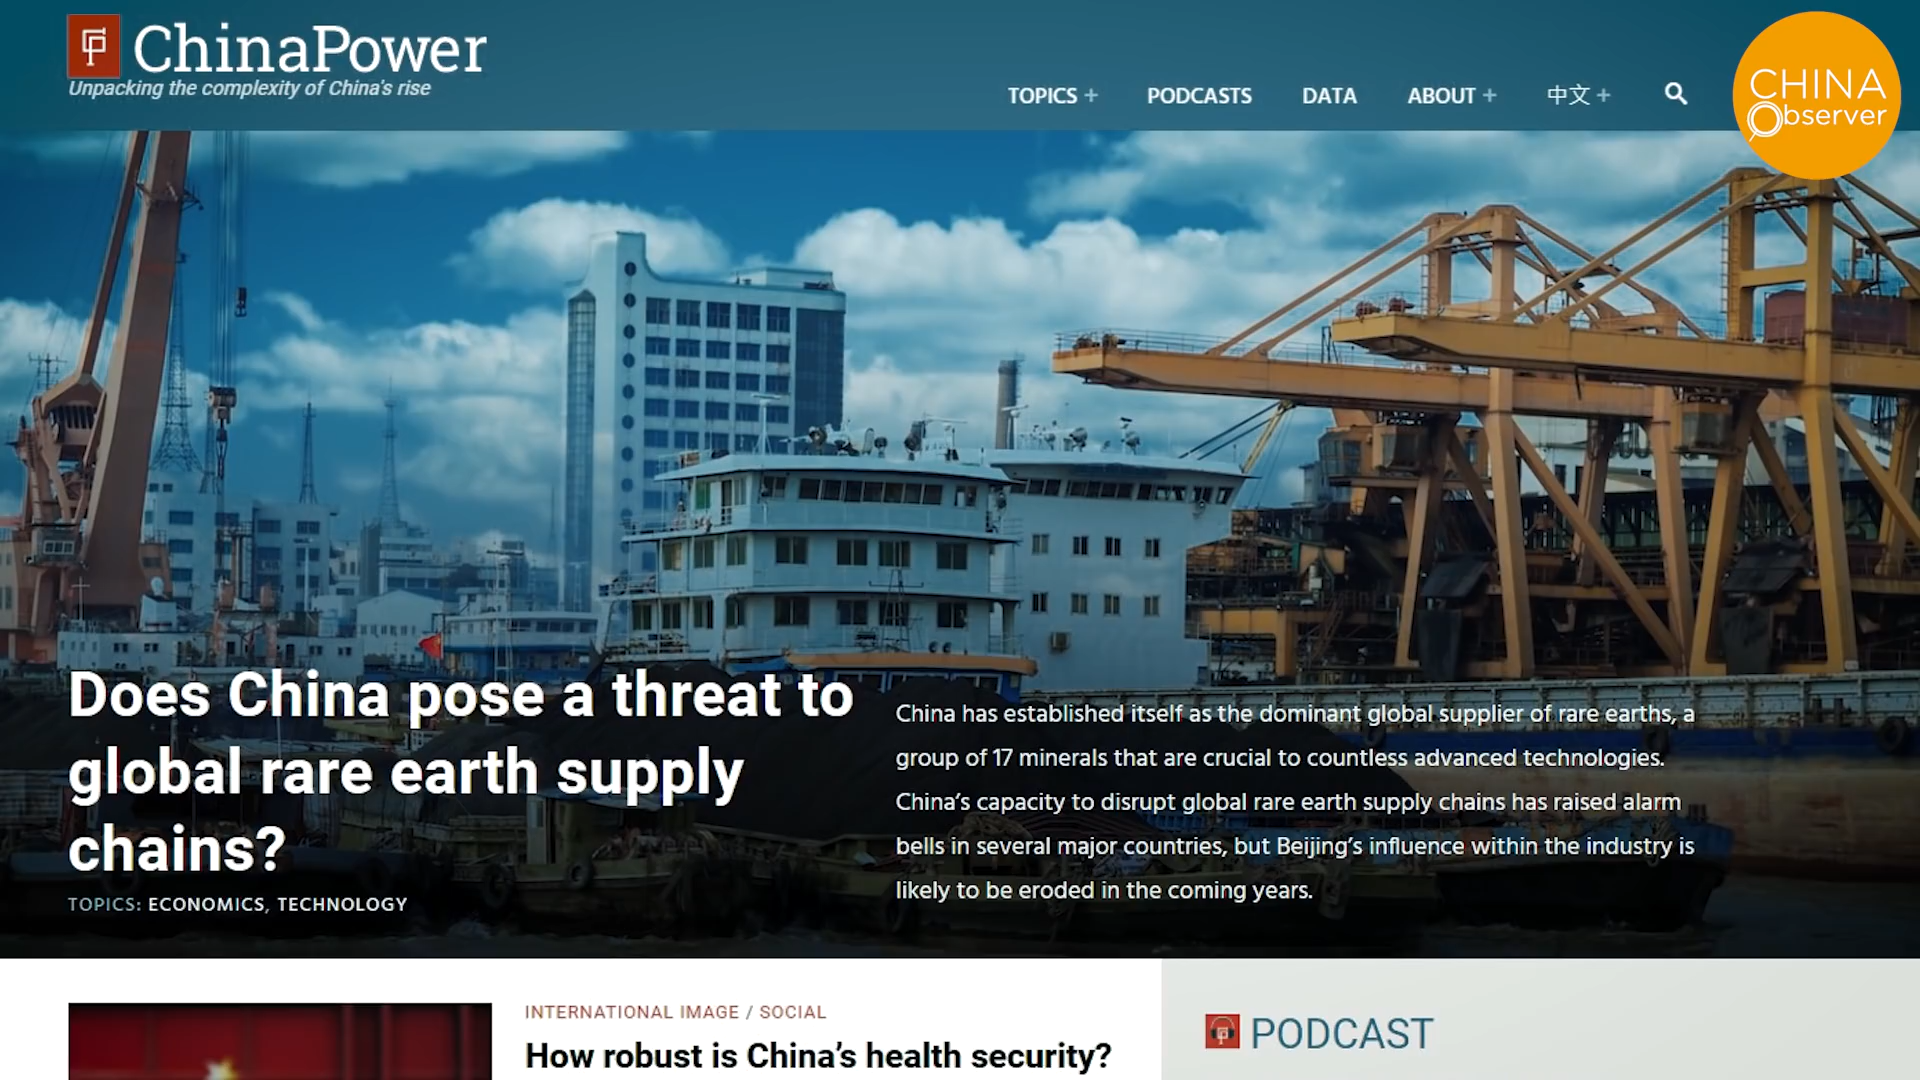 ChinaPower
Unpacking the complexity of China's rise
TOPICS +
PODCASTS
DATA
ABOUT +
中文 +
CHINA
Observer
Does China pose a threat to
global rare earth supply
chains?
TOPICS: ECONOMICS, TECHNOLOGY
China has established itself as the dominant global supplier of rare earths, a
group of 17 minerals that are crucial to countless advanced technologies.
China’s capacity to disrupt global rare earth supply chains has raised alarm
bells in several major countries, but Beijing’s influence within the industry is
likely to be eroded in the coming years.
INTERNATIONAL IMAGE / SOCIAL
How robust is China’s health security?
PODCAST